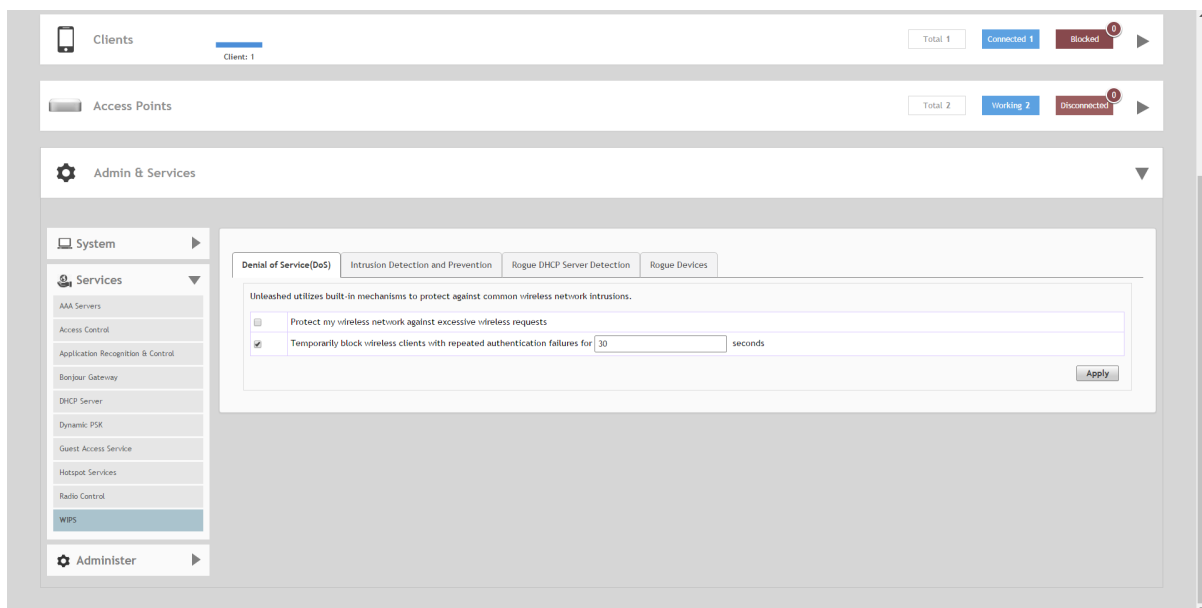 Clients
Client: 1
Total 1
Connected 1
Blocked
0
Access Points
Total 2
Working 2
Disconnected
0
Admin & Services
System
Services
AAA Servers
Access Control
Application Recognition & Control
Bonjour Gateway
DHCP Server
Dynamic PSK
Guest Access Service
Hotspot Services
Radio Control
WIPS
Administer
Denial of Service(DoS)
Intrusion Detection and Prevention
Rogue DHCP Server Detection
Rogue Devices
Unleashed utilizes built-in mechanisms to protect against common wireless network intrusions.
Protect my wireless network against excessive wireless requests
Temporarily block wireless clients with repeated authentication failures for 30 seconds
Apply